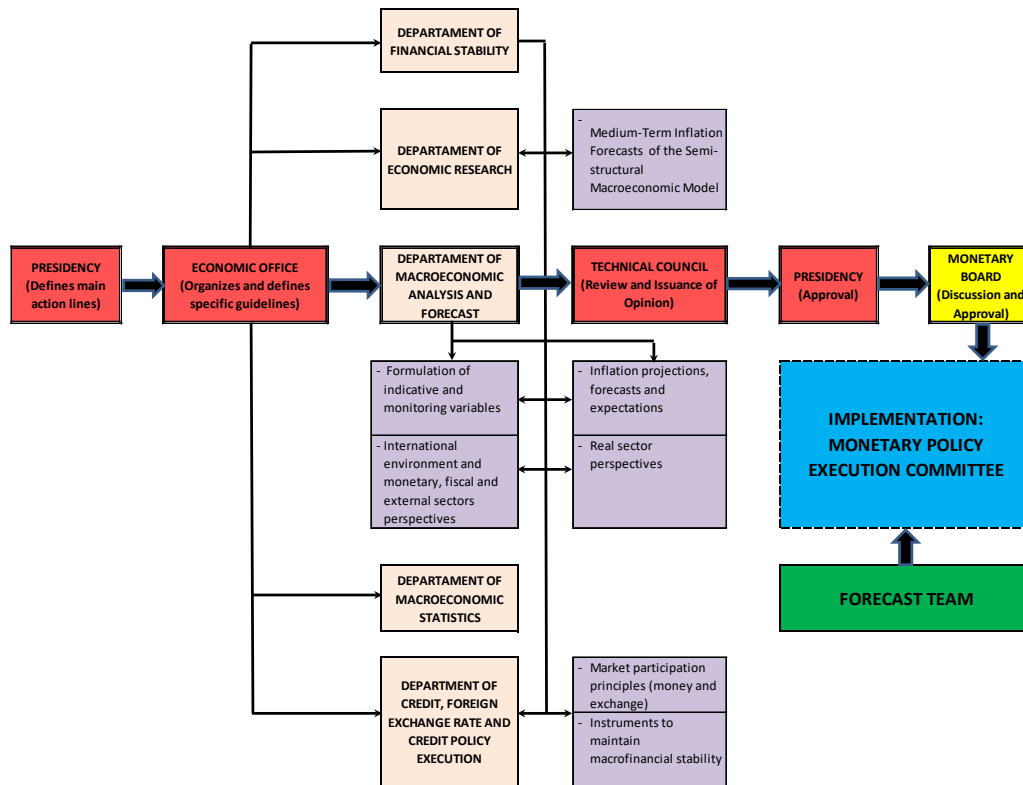 DEPARTAMENT OF
FINANCIAL STABILITY
DEPARTAMENT OF
ECONOMIC RESEARCH
-
Medium-Term Inflation
Forecasts of the Semi-
structural
Macroeconomic Model
PRESIDENCY
(Defines main
action lines)
ECONOMIC OFFICE
(Organizes and defines
specific guidelines)
DEPARTAMENT OF
MACROECONOMIC
ANALYSIS AND
FORECAST
TECHNICAL COUNCIL
(Review and Issuance of
Opinion)
PRESIDENCY
(Approval)
MONETARY
BOARD
(Discussion and
Approval)
- Formulation of
indicative and
monitoring variables
- Inflation projections,
forecasts and
expectations
- International
environment and
monetary, fiscal and
external sectors
perspectives
- Real sector
perspectives
IMPLEMENTATION:
MONETARY POLICY
EXECUTION COMMITTEE
DEPARTAMENT OF
MACROECONOMIC
STATISTICS
FORECAST TEAM
DEPARTMENT OF
CREDIT, FOREIGN
EXCHANGE RATE AND
CREDIT POLICY
EXECUTION
- Market participation
principles (money and
exchange)
- Instruments to
maintain
macrofinancial stability